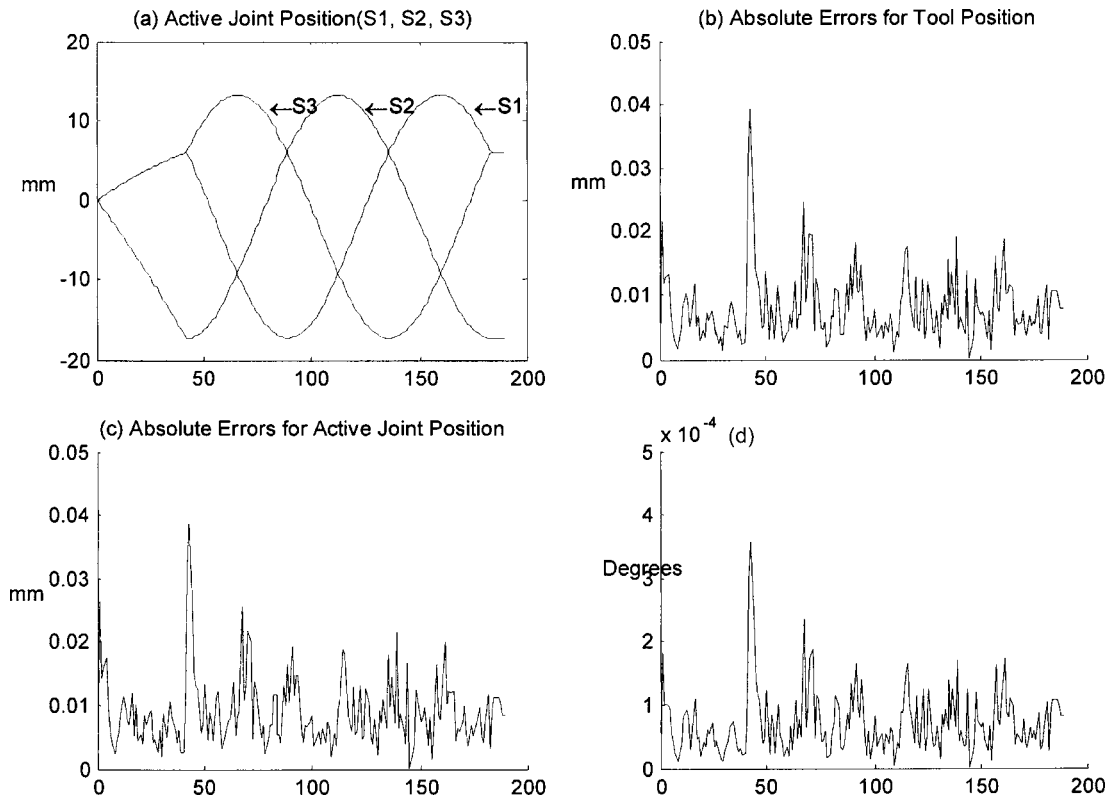 (a) Active Joint Position(S1, S2, S3)
20
10
0
-10
-20
mm
←S3
←S2
←S1
0 50 100 150 200
(b) Absolute Errors for Tool Position
0.05
0.04
0.03
0.02
0.01
0
mm
0 50 100 150 200
(c) Absolute Errors for Active Joint Position
0.05
0.04
0.03
0.02
0.01
0
mm
0 50 100 150 200
x 10^-4 (d)
5
4
3
2
1
0
Degrees
0 50 100 150 200